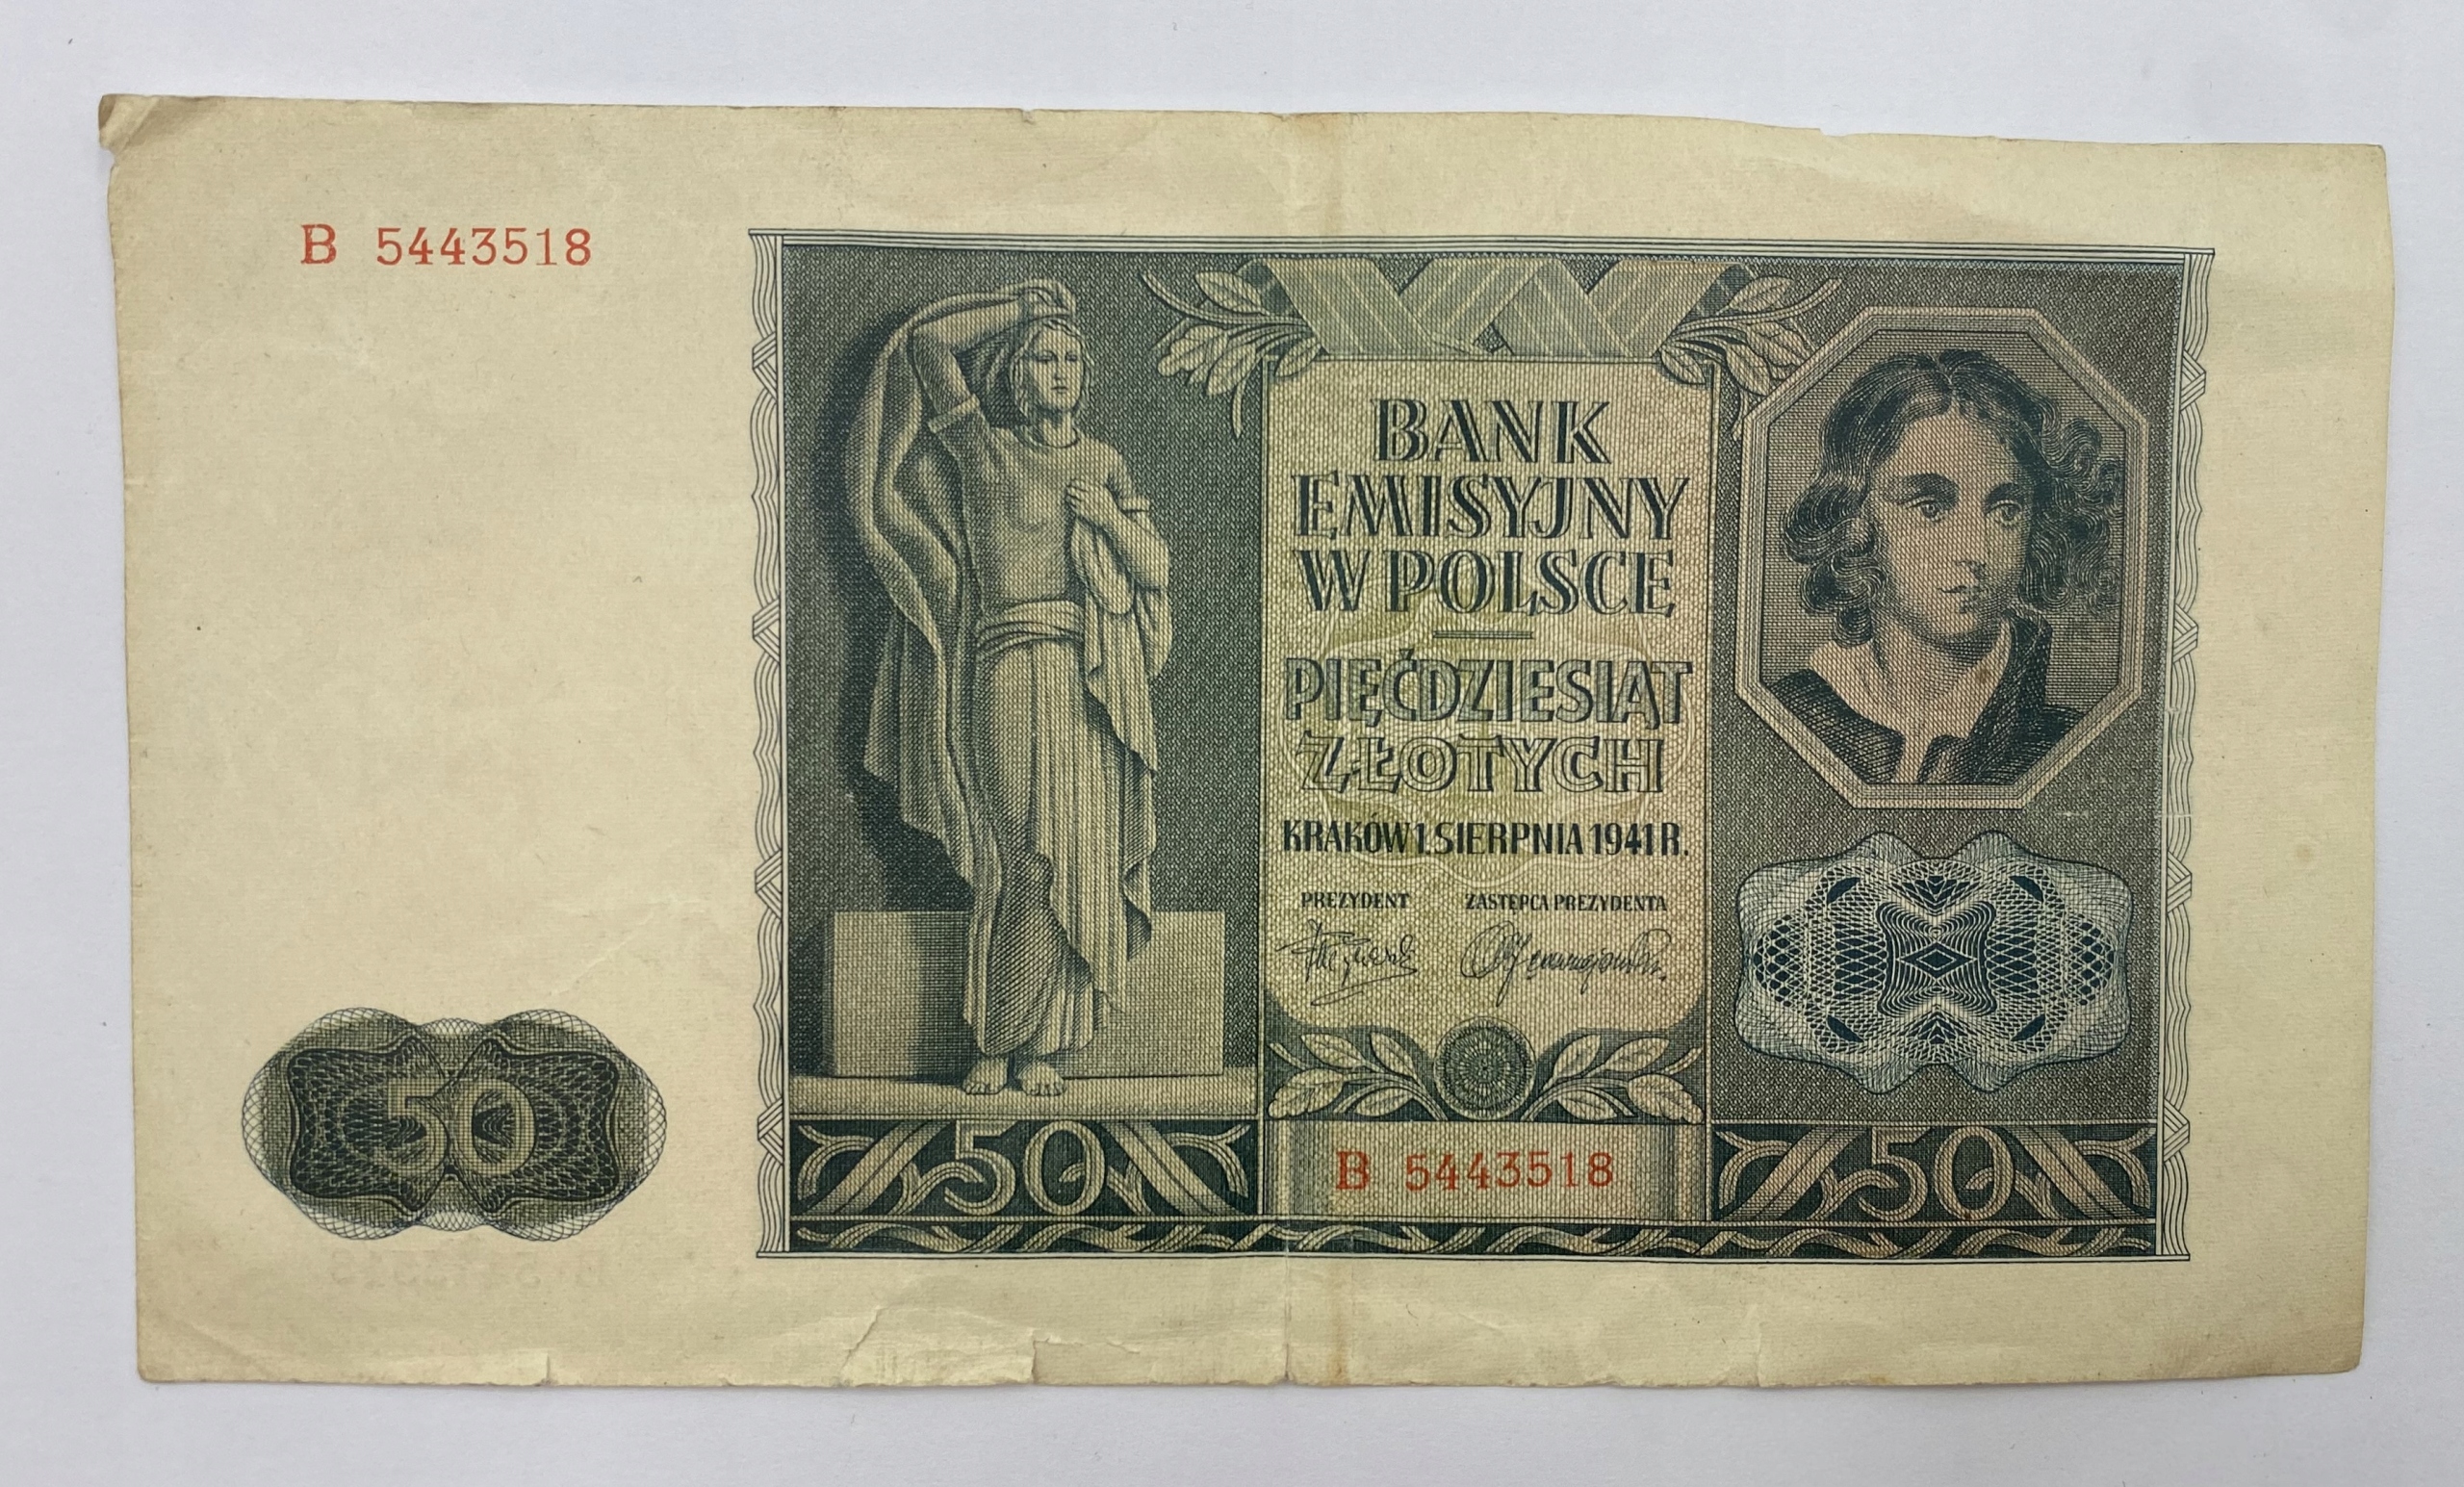 B 5443518
BANK
EMISYJNY
W POLSCE
PIĘĆDZIESIĄT
ZŁOTYCH
KRAKÓW 1. SIERPNIA 1941 R.
PREZYDENT ZASTĘPCA PREZYDENTA
50
50 50
B 5443518